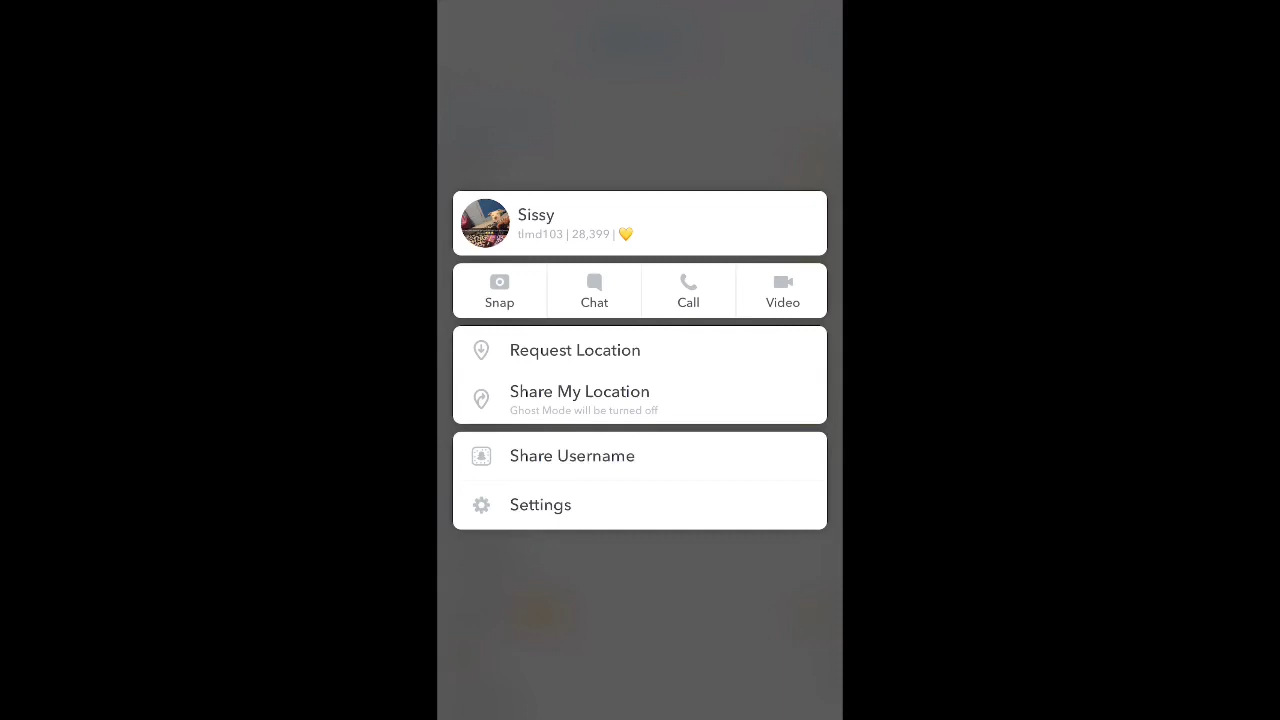 Sissy
tlmd103 | 28,399 | 💛
Snap
Chat
Call
Video
Request Location
Share My Location
Ghost Mode will be turned off
Share Username
Settings